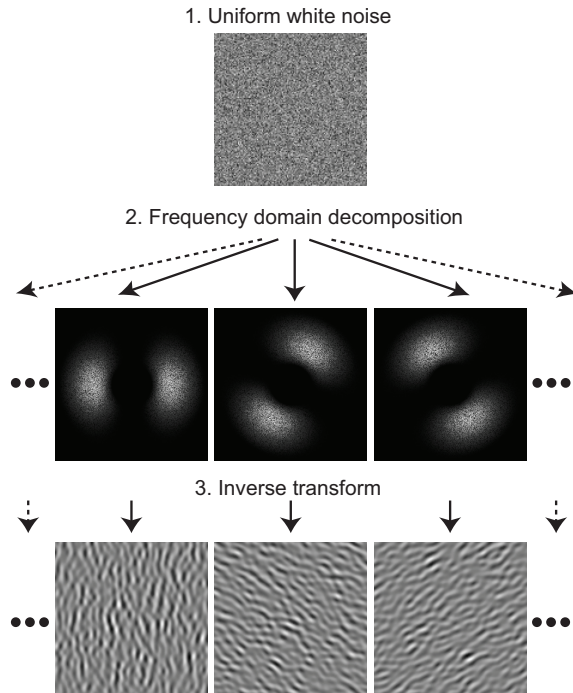 1. Uniform white noise
2. Frequency domain decomposition
3. Inverse transform